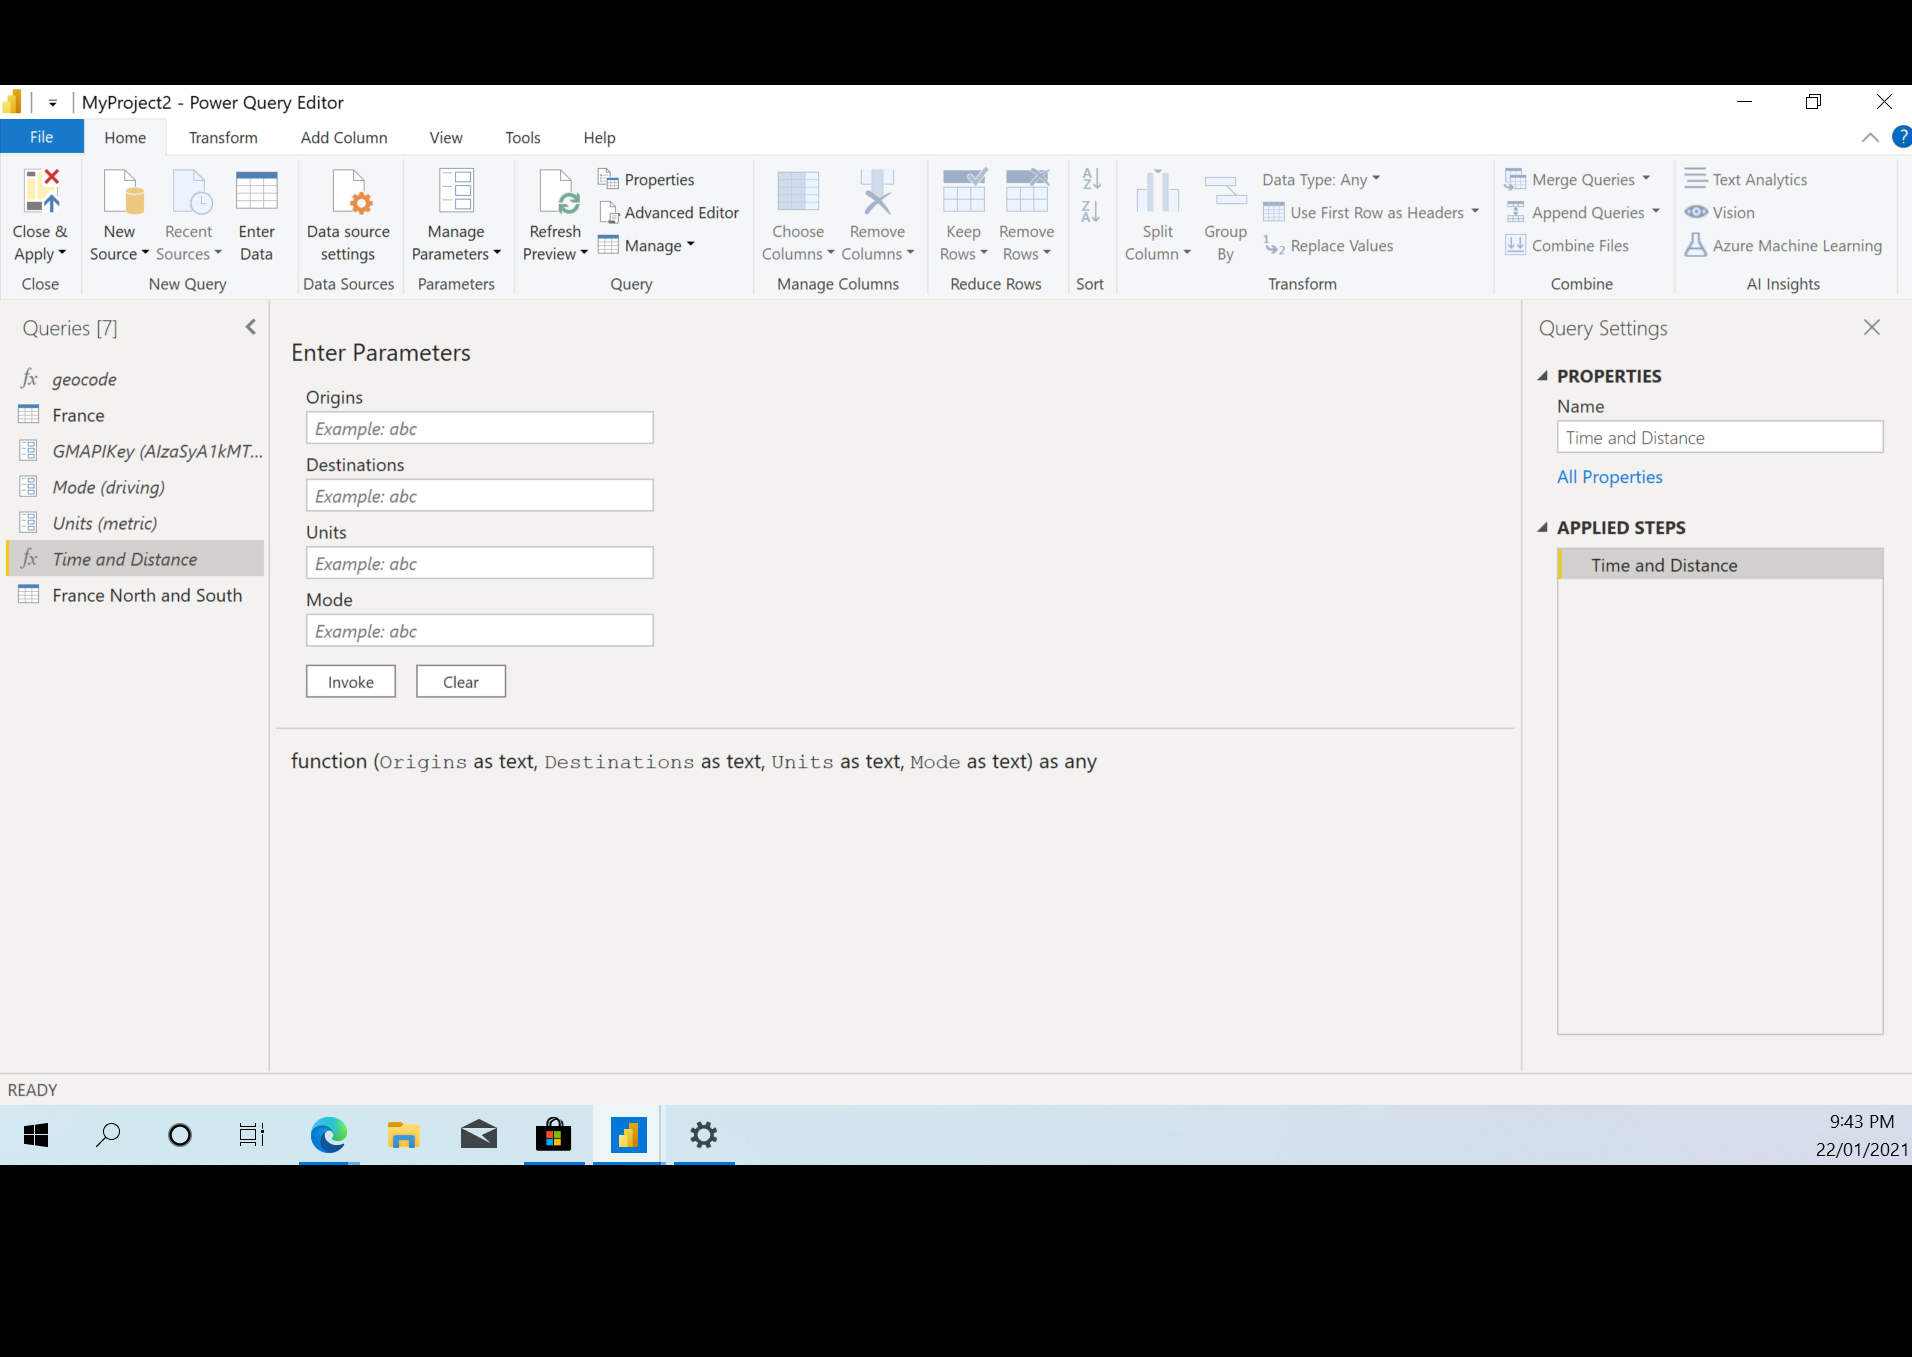 MyProject2 - Power Query Editor
File Home Transform Add Column View Tools Help
?
Close & Apply
Close
New Source
Recent Sources
Enter Data
New Query
Data source settings
Data Sources
Manage Parameters
Parameters
Refresh Preview
Properties
Advanced Editor
Manage
Query
Choose Columns
Remove Columns
Manage Columns
Keep Rows
Remove Rows
Reduce Rows
A Z
Z A
Sort
Split Column
Group By
Data Type: Any
Use First Row as Headers
1 2 Replace Values
Transform
Merge Queries
Append Queries
Combine Files
Combine
Text Analytics
Vision
Azure Machine Learning
AI Insights
Queries [7]
fx geocode
France
GMAPIKey (AIzaSyA1kMT...
Mode (driving)
Units (metric)
fx Time and Distance
France North and South
Enter Parameters
Origins
Example: abc
Destinations
Example: abc
Units
Example: abc
Mode
Example: abc
Invoke Clear
function (Origins as text, Destinations as text, Units as text, Mode as text) as any
Query Settings
PROPERTIES
Name
Time and Distance
All Properties
APPLIED STEPS
Time and Distance
READY
9:43 PM
22/01/2021